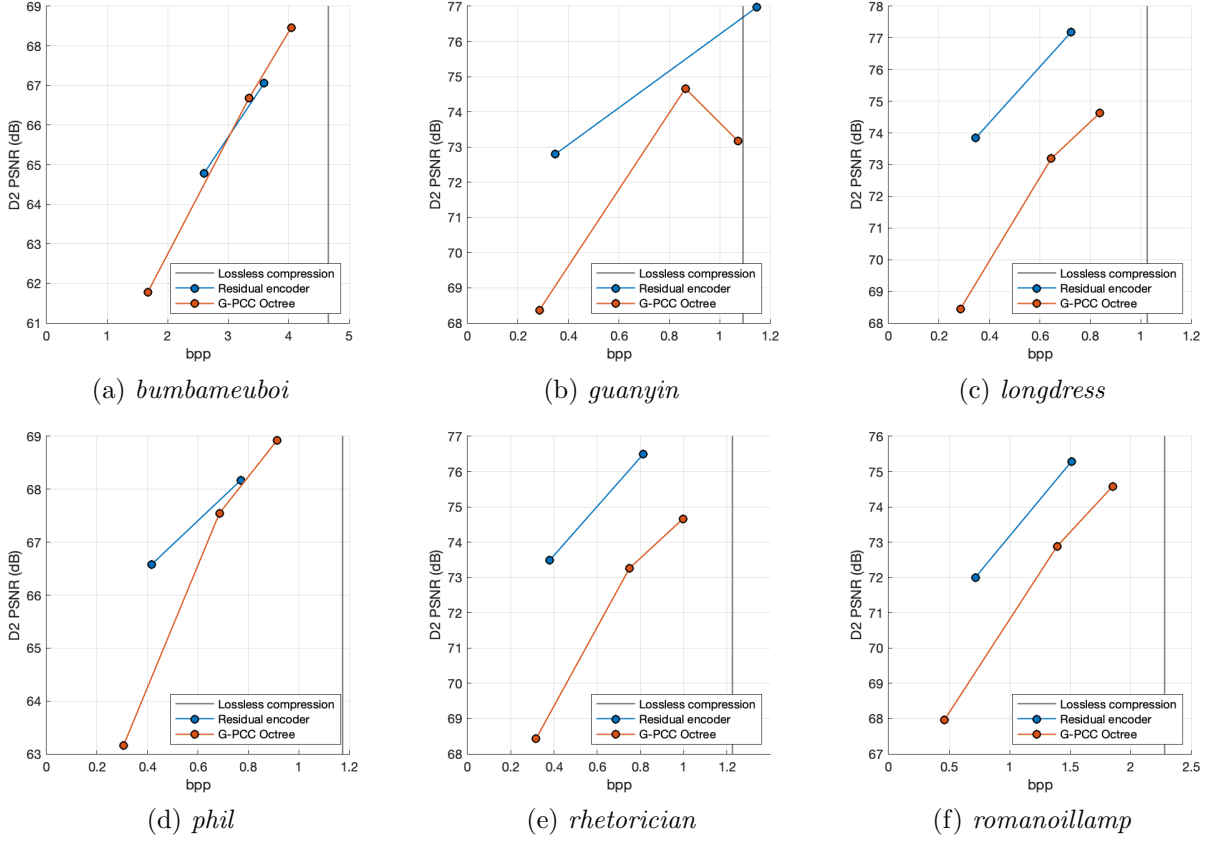 69
68
67
66
65
64
63
62
61
0
1
2
3
4
5
D2 PSNR (dB)
bpp
Lossless compression
Residual encoder
G-PCC Octree
(a) bumbameuboi
77
76
75
74
73
72
71
70
69
68
0
0.2
0.4
0.6
0.8
1
1.2
D2 PSNR (dB)
bpp
Lossless compression
Residual encoder
G-PCC Octree
(b) guanyin
78
77
76
75
74
73
72
71
70
69
68
0
0.2
0.4
0.6
0.8
1
1.2
D2 PSNR (dB)
bpp
Lossless compression
Residual encoder
G-PCC Octree
(c) longdress
69
68
67
66
65
64
63
0
0.2
0.4
0.6
0.8
1
1.2
D2 PSNR (dB)
bpp
Lossless compression
Residual encoder
G-PCC Octree
(d) phil
77
76
75
74
73
72
71
70
69
68
0
0.2
0.4
0.6
0.8
1
1.2
D2 PSNR (dB)
bpp
Lossless compression
Residual encoder
G-PCC Octree
(e) rhetorician
76
75
74
73
72
71
70
69
68
67
0
0.5
1
1.5
2
2.5
D2 PSNR (dB)
bpp
Lossless compression
Residual encoder
G-PCC Octree
(f) romanoillamp